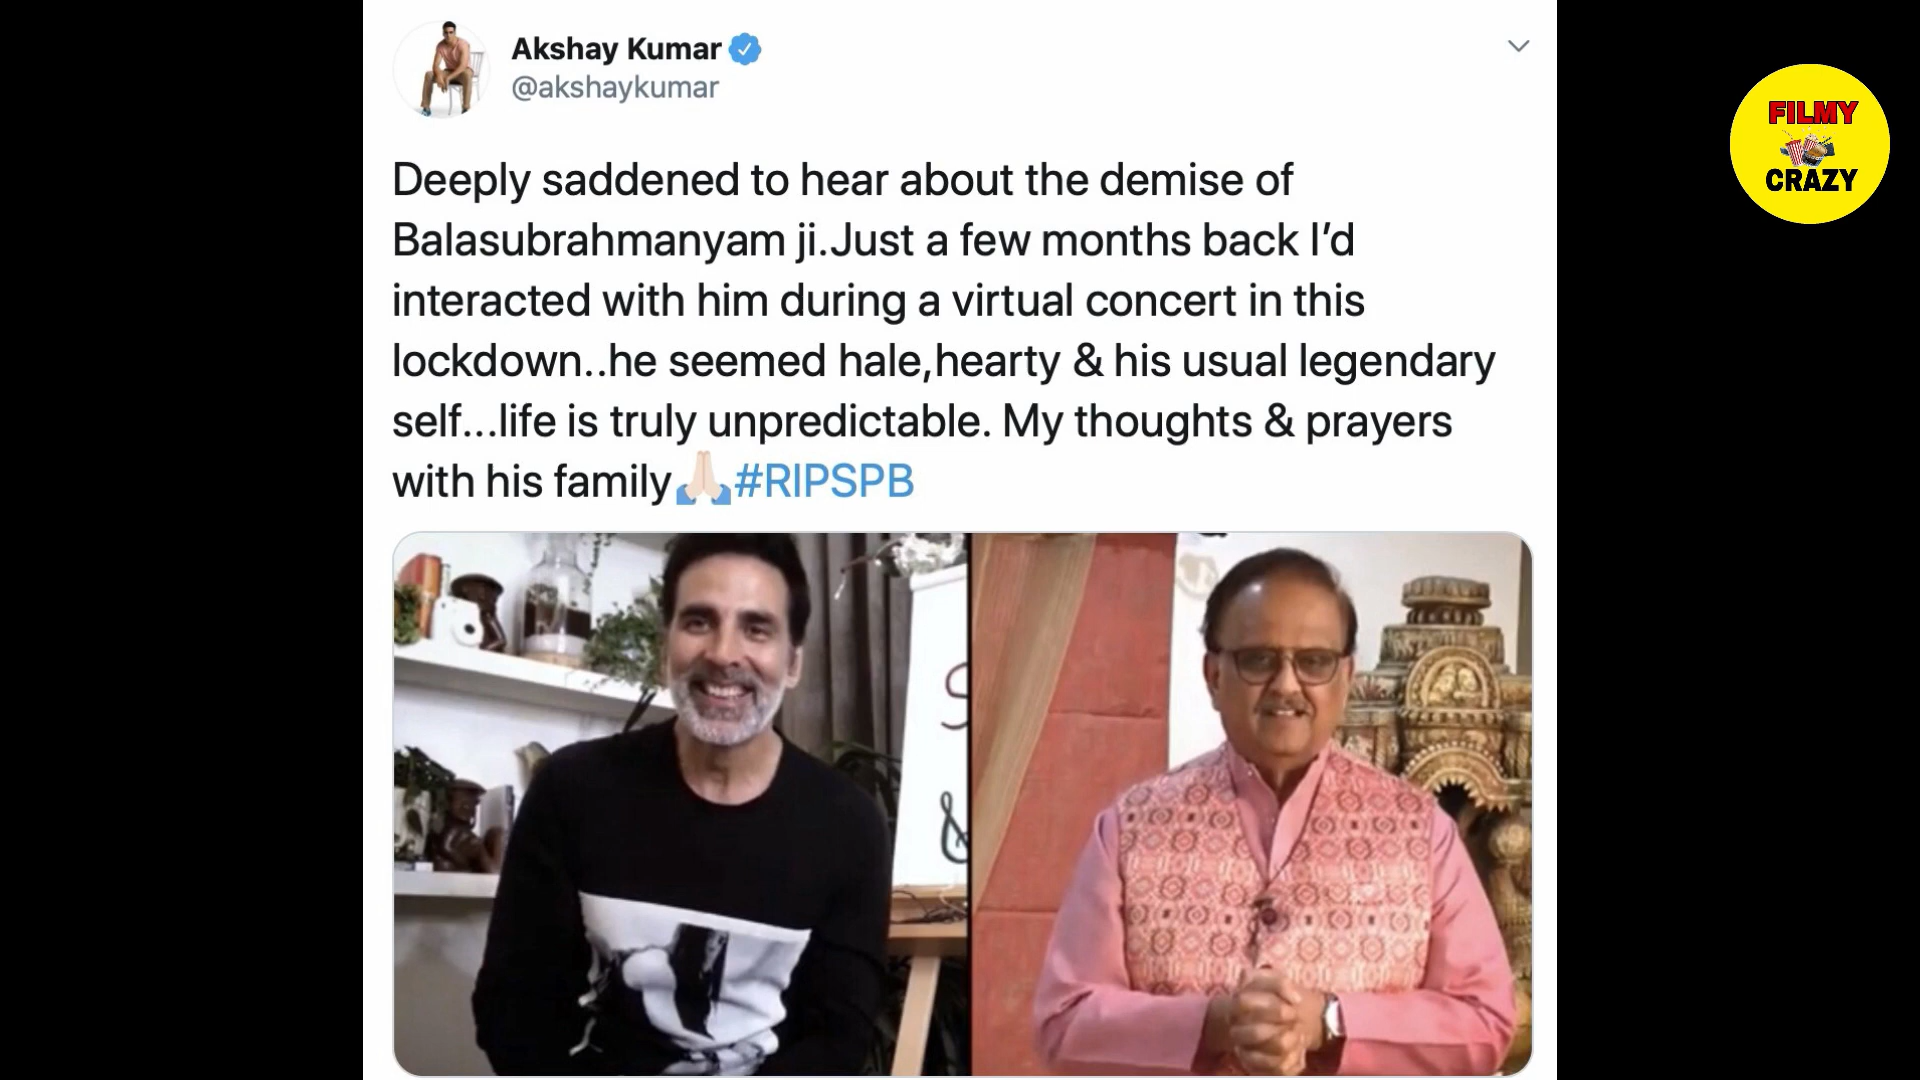 Akshay Kumar
@akshaykumar
FILMY
CRAZY
Deeply saddened to hear about the demise of
Balasubrahmanyam ji.Just a few months back I’d
interacted with him during a virtual concert in this
lockdown..he seemed hale,hearty & his usual legendary
self...life is truly unpredictable. My thoughts & prayers
with his family🙏🏻#RIPSPB
S
&